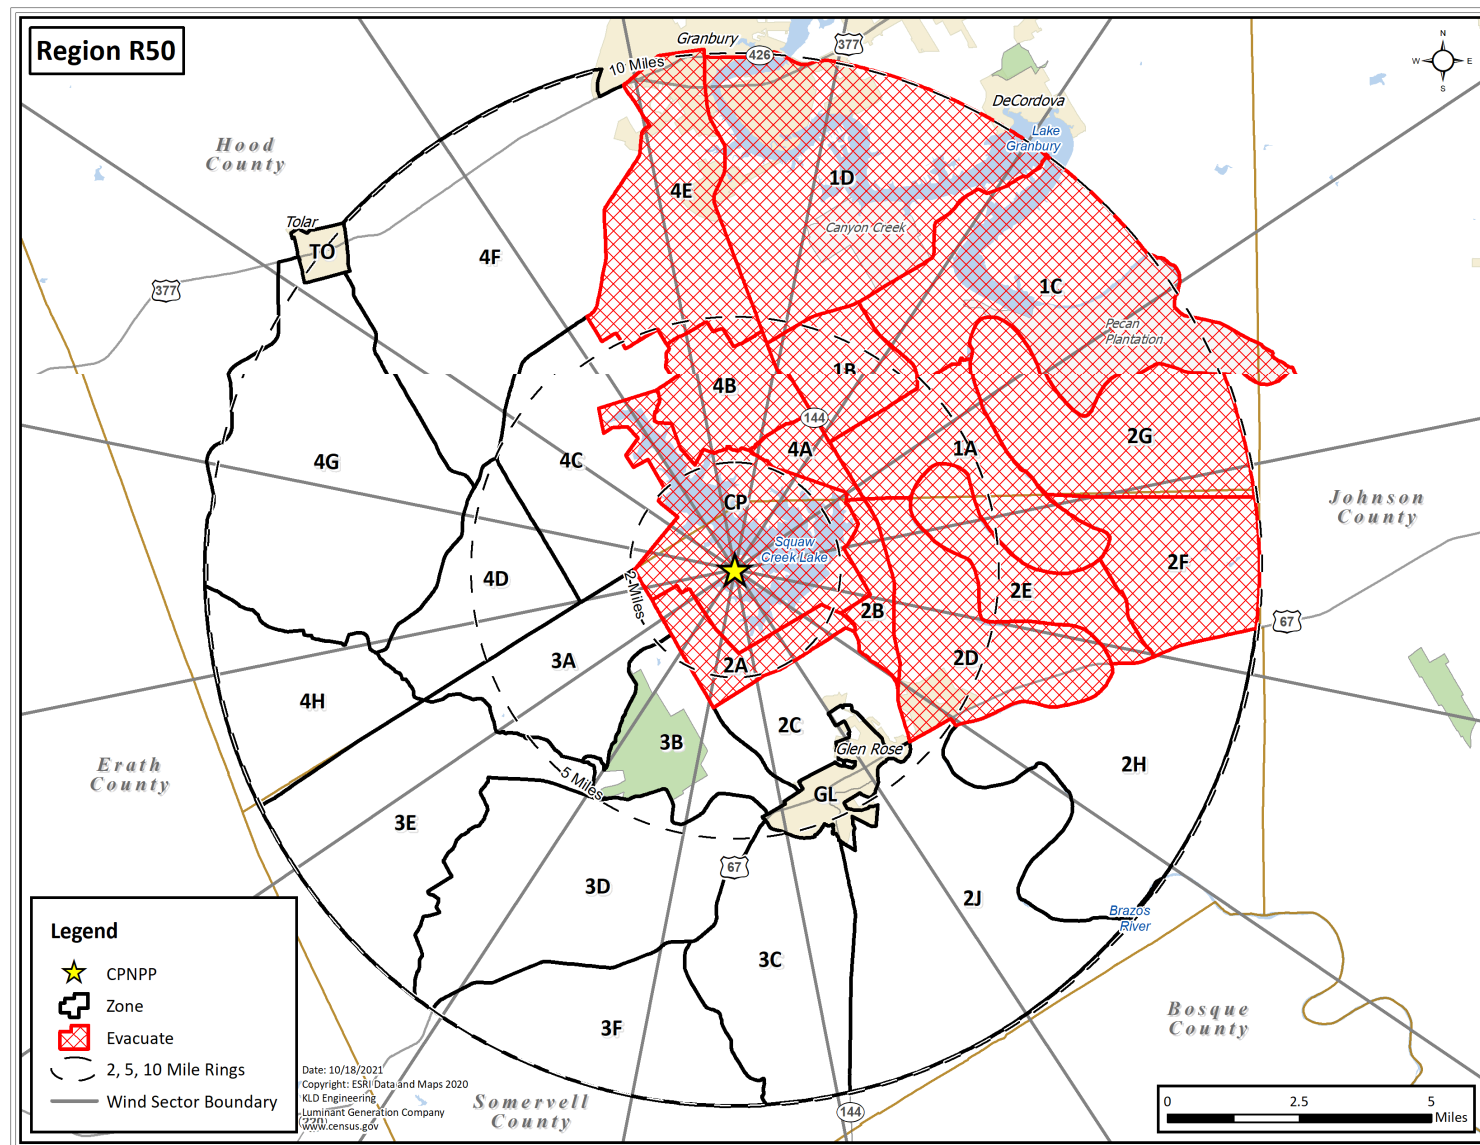 Region R50
Granbury
426
377
10 Miles
N
W E
S
DeCordova
Lake
Granbury
Hood
County
1D
4E
Canyon Creek
Tolar
TO
4F
377
1C
Pecan
Plantation
1B
4B
144
2G
4A
1A
4G
4C
CP
Johnson
County
Squaw
Creek Lake
2F
4D
2E
2-Miles-
2B
67
2A
2D
3A
4H
2C
3B
Glen Rose
2H
Erath
County
5 Miles
GL
3E
67
3D
2J
Brazos
River
3C
Bosque
County
3F
Legend
CPNPP
Zone
Evacuate
2, 5, 10 Mile Rings
Wind Sector Boundary
Date: 10/18/2021
Copyright: ESRI Data and Maps 2020
KLD Engineering
Luminant Generation Company
www.census.gov
Somervell
County
144
0 2.5 5
Miles